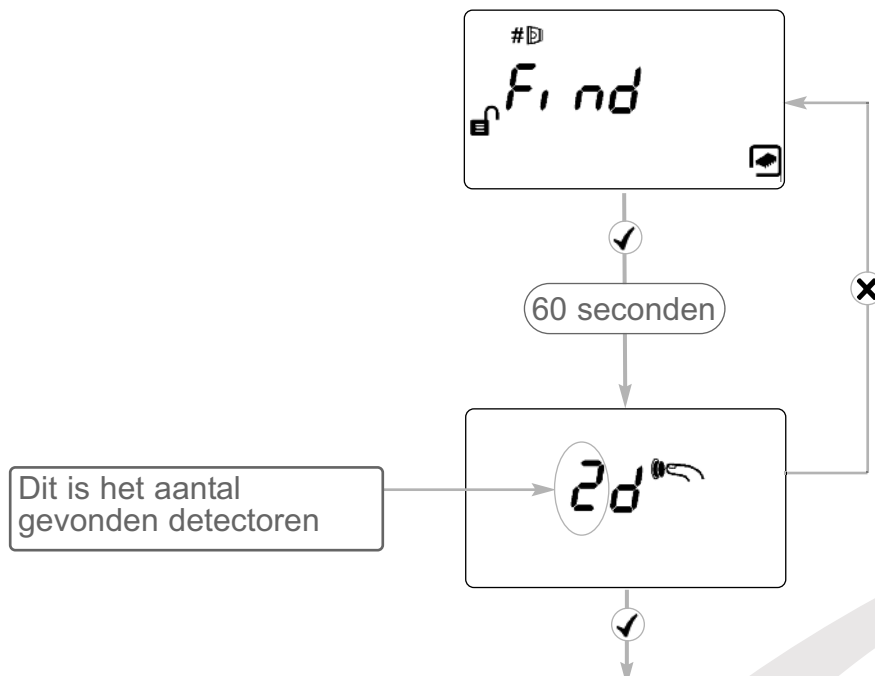 #
Find
60 seconden
2d
Dit is het aantal
gevonden detectoren